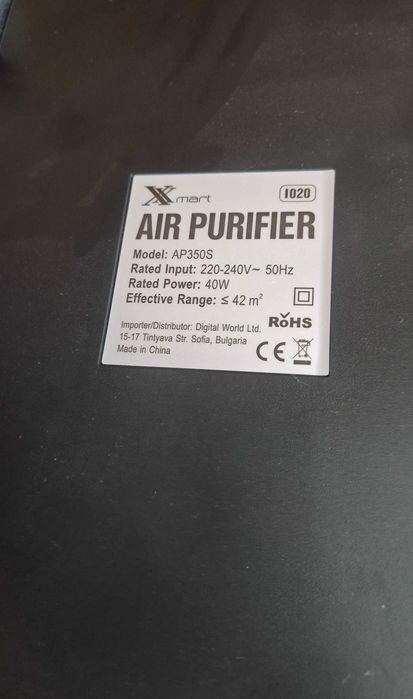 Xmart 1020
AIR PURIFIER
Model: AP350S
Rated Input: 220-240V~ 50Hz
Rated Power: 40W
Effective Range: ≤ 42 m²
RoHS
Importer/Distributor: Digital World Ltd.
15-17 Tintyava Str. Sofia, Bulgaria
Made in China
CE